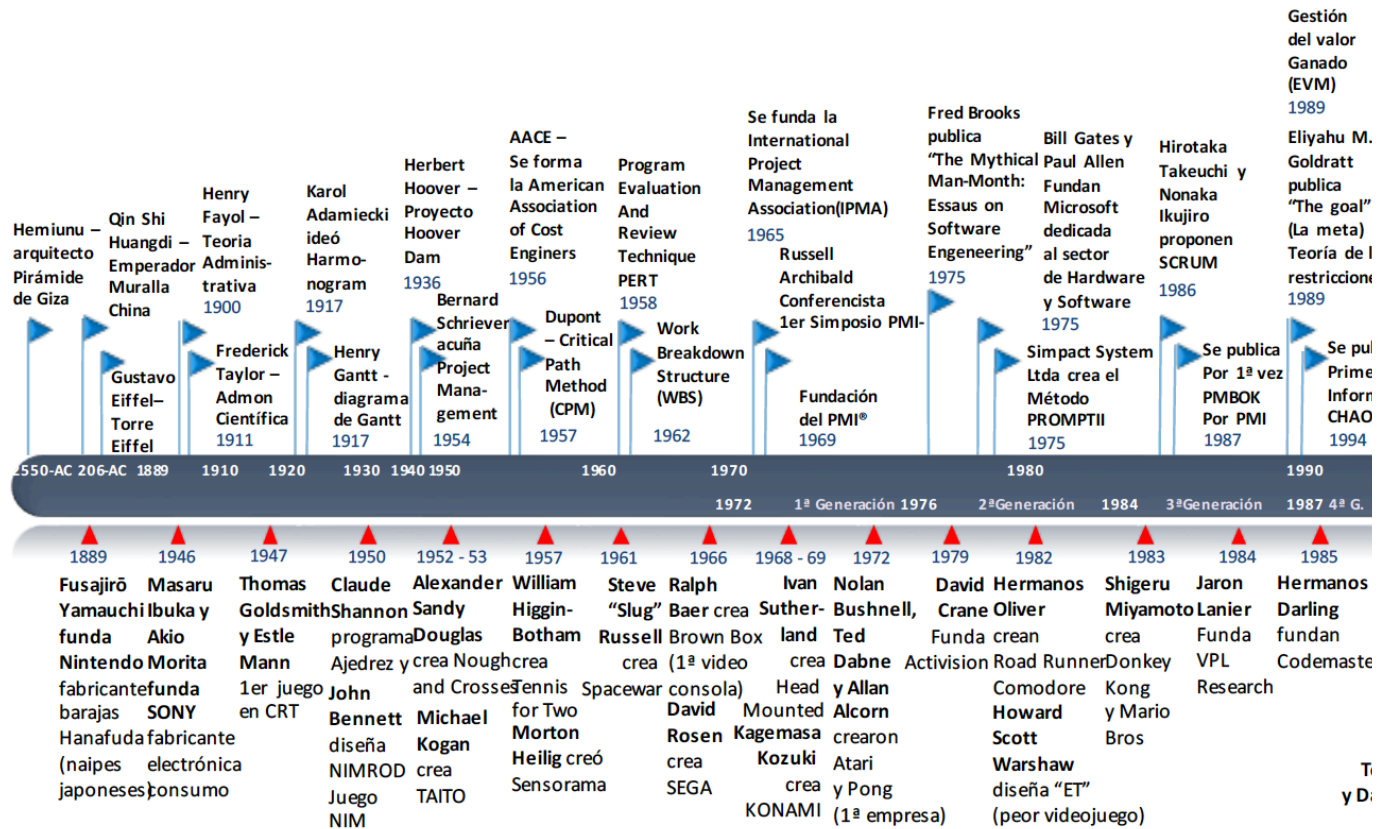 Hemiunu –
arquitecto
Pirámide
de Giza
Qin Shi
Huangdi –
Emperador
Muralla
China
Gustavo
Eiffel–
Torre
Eiffel
Henry
Fayol –
Teoria
Adminis-
trativa
1900
Frederick
Taylor –
Admon
Científica
1911
Karol
Adamiecki
ideó
Harmo-
nogram
1917
Henry
Gantt -
diagrama
de Gantt
1917
Herbert
Hoover –
Proyecto
Hoover
Dam
1936
Bernard
Schriever
acuña
Project
Mana-
gement
1954
AACE –
Se forma
la American
Association
of Cost
Enginers
1956
Dupont
– Critical
Path
Method
(CPM)
1957
Program
Evaluation
And
Review
Technique
PERT
1958
Work
Breakdown
Structure
(WBS)
1962
Se funda la
International
Project
Management
Association(IPMA)
1965
Russell
Archibald
Conferencista
1er Simposio PMI-
Fundación
del PMI®
1969
Fred Brooks
publica
“The Mythical
Man-Month:
Essaus on
Software
Engeneering”
1975
Bill Gates y
Paul Allen
Fundan
Microsoft
dedicada
al sector
de Hardware
y Software
1975
Simpact System
Ltda crea el
Método
PROMPTII
1975
Hirotaka
Takeuchi y
Nonaka
Ikujiro
proponen
SCRUM
1986
Se publica
Por 1ª vez
PMBOK
Por PMI
1987
Gestión
del valor
Ganado
(EVM)
1989
Eliyahu M.
Goldratt
publica
“The goal”
(La meta)
Teoría de l
restriccione
1989
Se pu
Prime
Inform
CHAO
1994
2550-AC 206-AC 1889 1910 1920 1930 1940 1950 1960 1970 1980 1990
1972 1ª Generación 1976 2ªGeneración 1984 3ªGeneración 1987 4ª G.
1889
Fusajirō
Yamauchi
funda
Nintendo
fabricante
barajas
Hanafuda
(naipes
japoneses)
1946
Masaru
Ibuka y
Akio
Morita
funda
SONY
fabricante
electrónica
consumo
1947
Thomas
Goldsmith
y Estle
Mann
1er juego
en CRT
1950
Claude
Shannon
programa
Ajedrez y
John
Bennett
diseña
NIMROD
Juego
NIM
1952 - 53
Alexander
Sandy
Douglas
crea Nough
and Crosses
Michael
Kogan
crea
TAITO
1957
William
Higgin-
Botham
crea
Tennis
for Two
Morton
Heilig creó
Sensorama
1961
Steve
“Slug”
Russell
crea
Spacewar
1966
Ralph
Baer crea
Brown Box
(1ª video
consola)
David
Rosen
crea
SEGA
1968 - 69
Ivan
Suther-
land
crea
Head
Mounted
Kagemasa
Kozuki
crea
KONAMI
1972
Nolan
Bushnell,
Ted
Dabne
y Allan
Alcorn
crearon
Atari
y Pong
(1ª empresa)
1979
David
Crane
Funda
Activision
1982
Hermanos
Oliver
crean
Road Runner
Comodore
Howard
Scott
Warshaw
diseña “ET”
(peor videojuego)
1983
Shigeru
Miyamoto
crea
Donkey
Kong
y Mario
Bros
1984
Jaron
Lanier
Funda
VPL
Research
1985
Hermanos
Darling
fundan
Codemaste
y Da